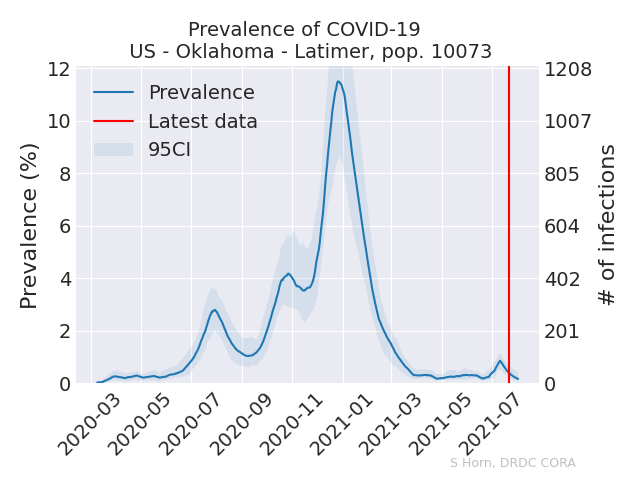 Prevalence of COVID-19
US - Oklahoma - Latimer, pop. 10073
12
10
8
6
4
2
0
Prevalence (%)
Prevalence
Latest data
95CI
1208
1007
805
604
402
201
0
# of infections
2020-03
2020-05
2020-07
2020-09
2020-11
2021-01
2021-03
2021-05
2021-07
S Horn, DRDC CORA